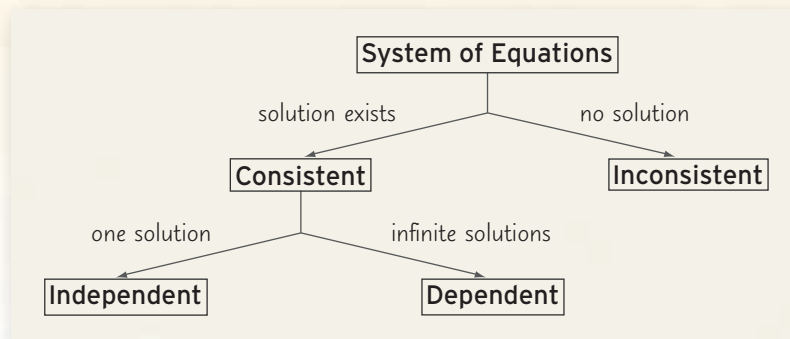 System of Equations
solution exists
no solution
Consistent
Inconsistent
one solution
infinite solutions
Independent
Dependent